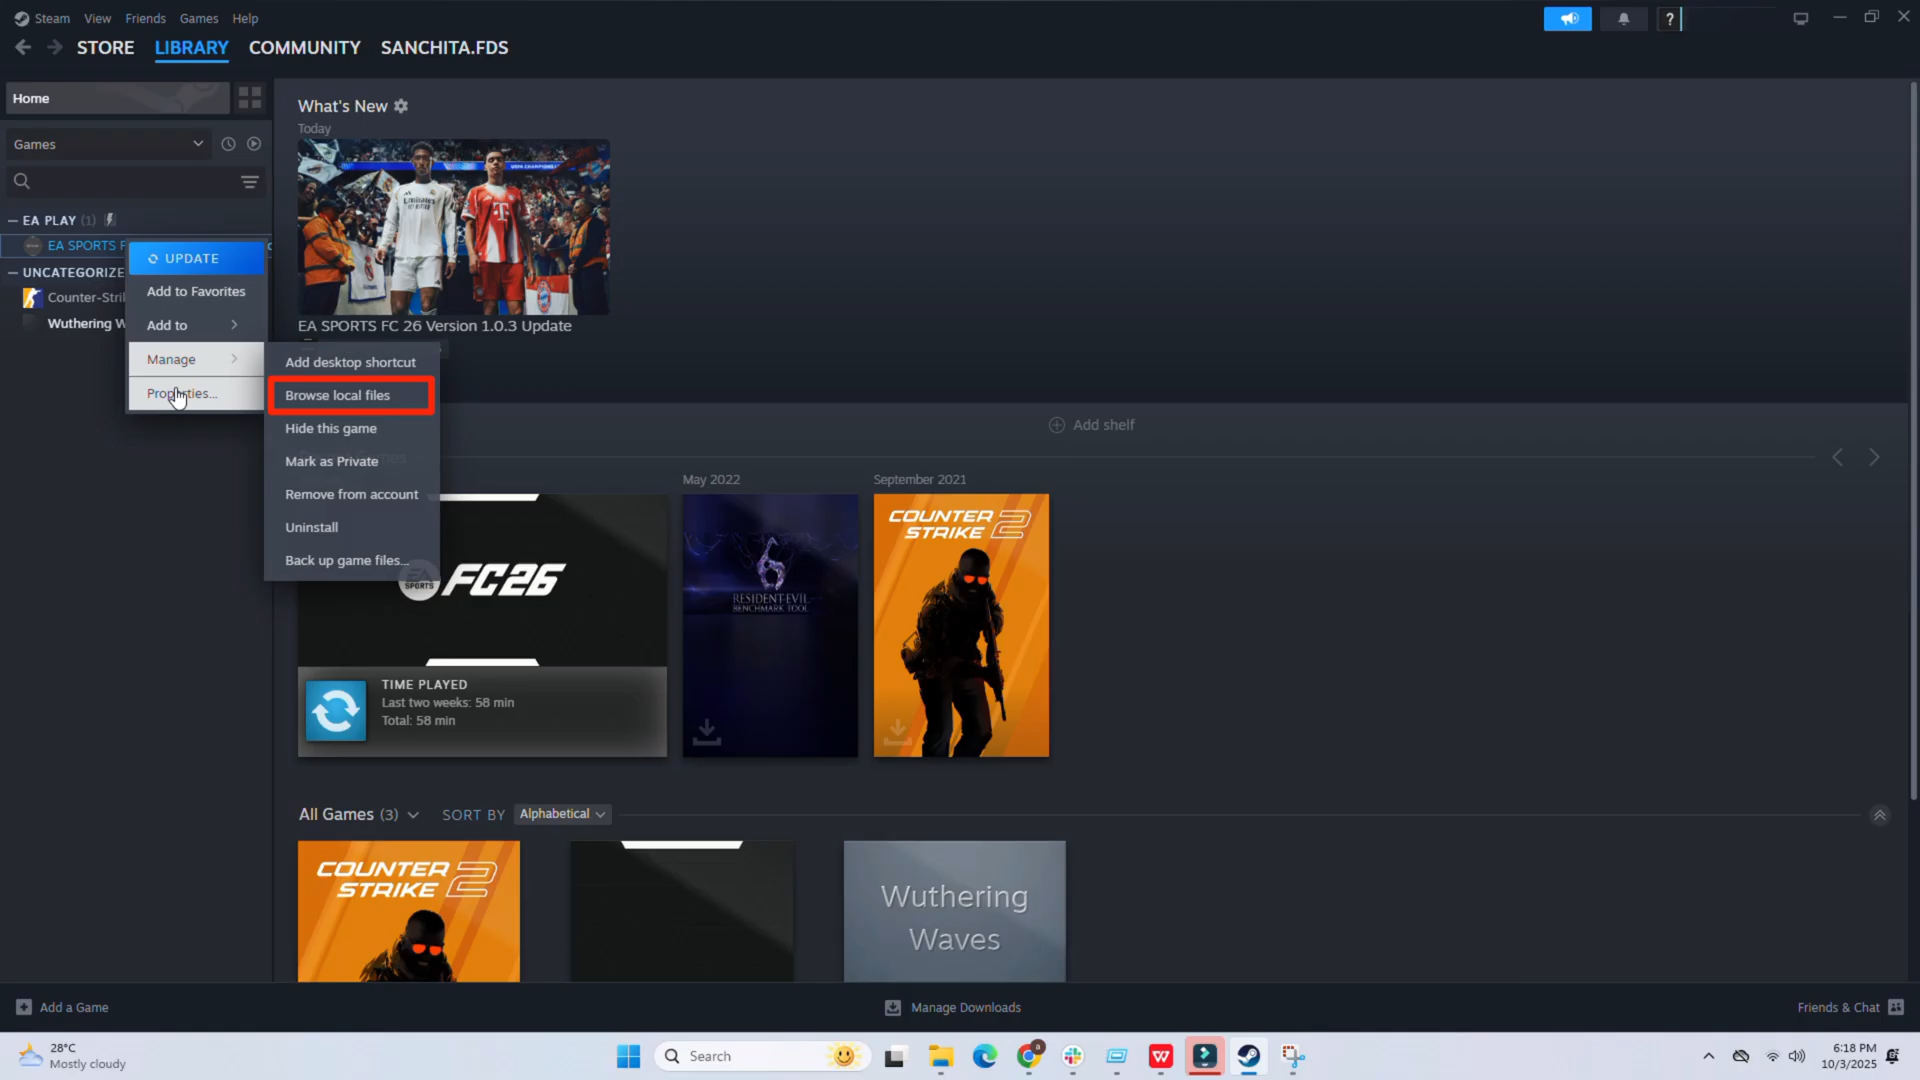 Steam View Friends Games Help
?
STORE LIBRARY COMMUNITY SANCHITA.FDS
Home
Games
EA PLAY (1)
EA SPORTS F
UNCATEGORIZE
Counter-Strik
Wuthering W
UPDATE
Add to Favorites
Add to
Manage
Properties...
Add desktop shortcut
Browse local files
Hide this game
Mark as Private
Remove from account
Uninstall
Back up game files...
What's New
Today
EA SPORTS FC 26 Version 1.0.3 Update
Add shelf
May 2022
September 2021
EA SPORTS FC26
RESIDENT EVIL
BENCHMARK TOOL
COUNTER
STRIKE 2
TIME PLAYED
Last two weeks: 58 min
Total: 58 min
All Games (3) SORT BY Alphabetical
COUNTER
STRIKE 2
Wuthering
Waves
Add a Game
Manage Downloads
Friends & Chat
28°C
Mostly cloudy
Search
6:18 PM
10/3/2025